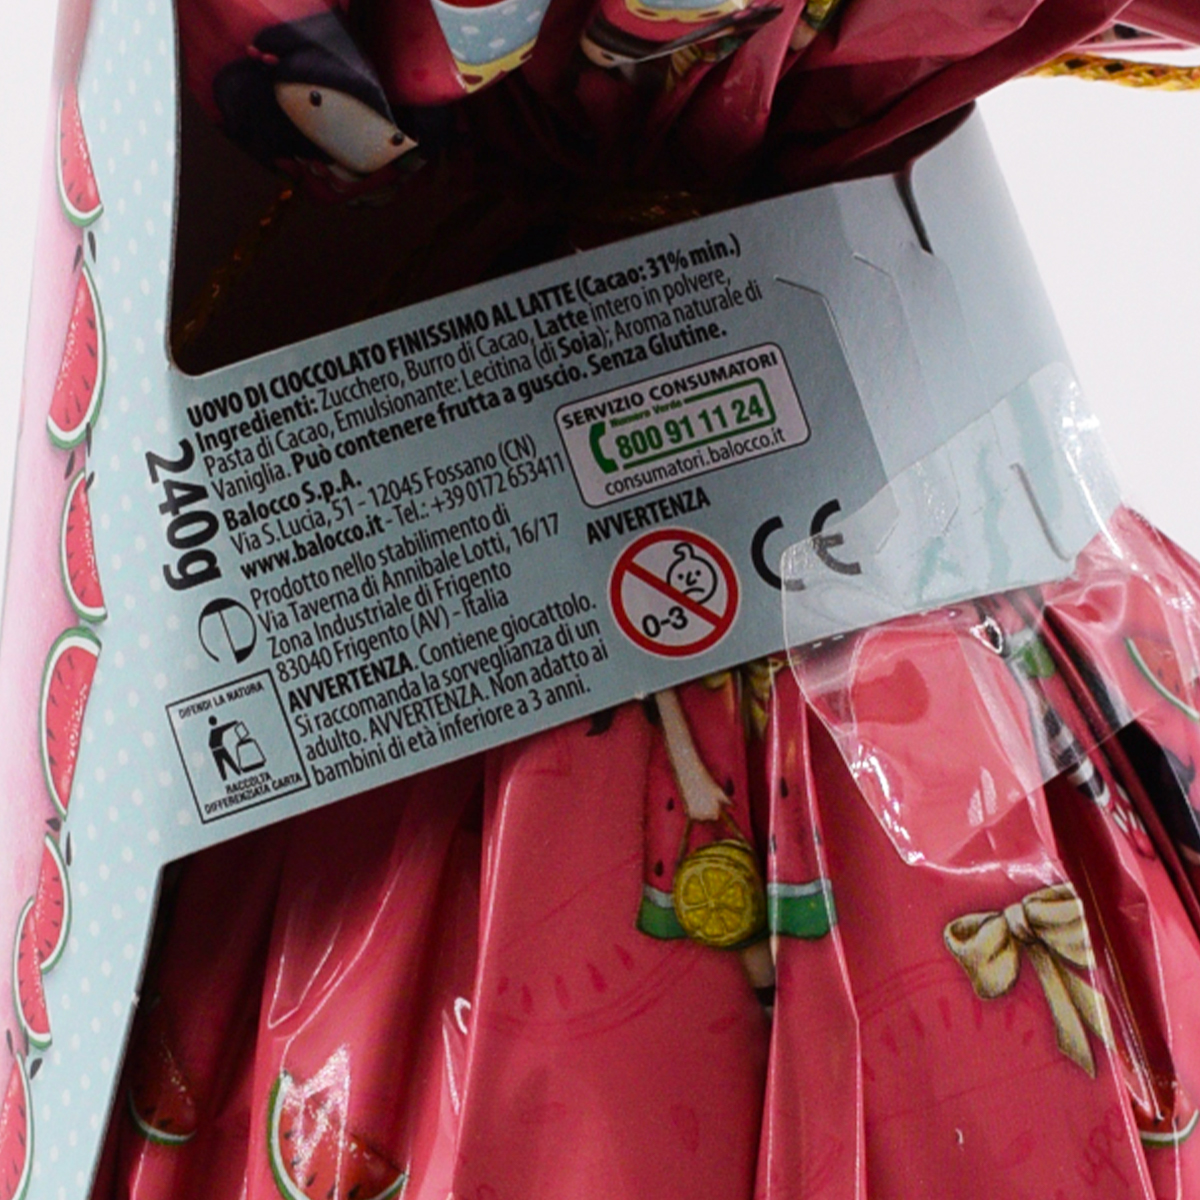 UOVO DI CIOCCOLATO FINISSIMO AL LATTE (Cacao: 31% min.)
Ingredienti: Zucchero, Burro di Cacao, Latte intero in polvere,
Pasta di Cacao, Emulsionante: Lecitina (di Soia); Aroma naturale di
Vaniglia. Può contenere frutta a guscio. Senza Glutine.
Balocco S.p.A.
Via S. Lucia, 51 - 12045 Fossano (CN)
www.balocco.it - Tel.: +39 0172 653411
Prodotto nello stabilimento di
Via Taverna di Annibale Lotti, 16/17
Zona Industriale di Frigento
83040 Frigento (AV) - Italia
AVVERTENZA. Contiene giocattolo.
Si raccomanda la sorveglianza di un
adulto. AVVERTENZA. Non adatto ai
bambini di età inferiore a 3 anni.
240g
e
DIFENDI LA NATURA
RACCOLTA
DIFFERENZIATA CARTA
SERVIZIO CONSUMATORI
Numero Verde
800 91 11 24
consumatori.balocco.it
AVVERTENZA
0-3
CE